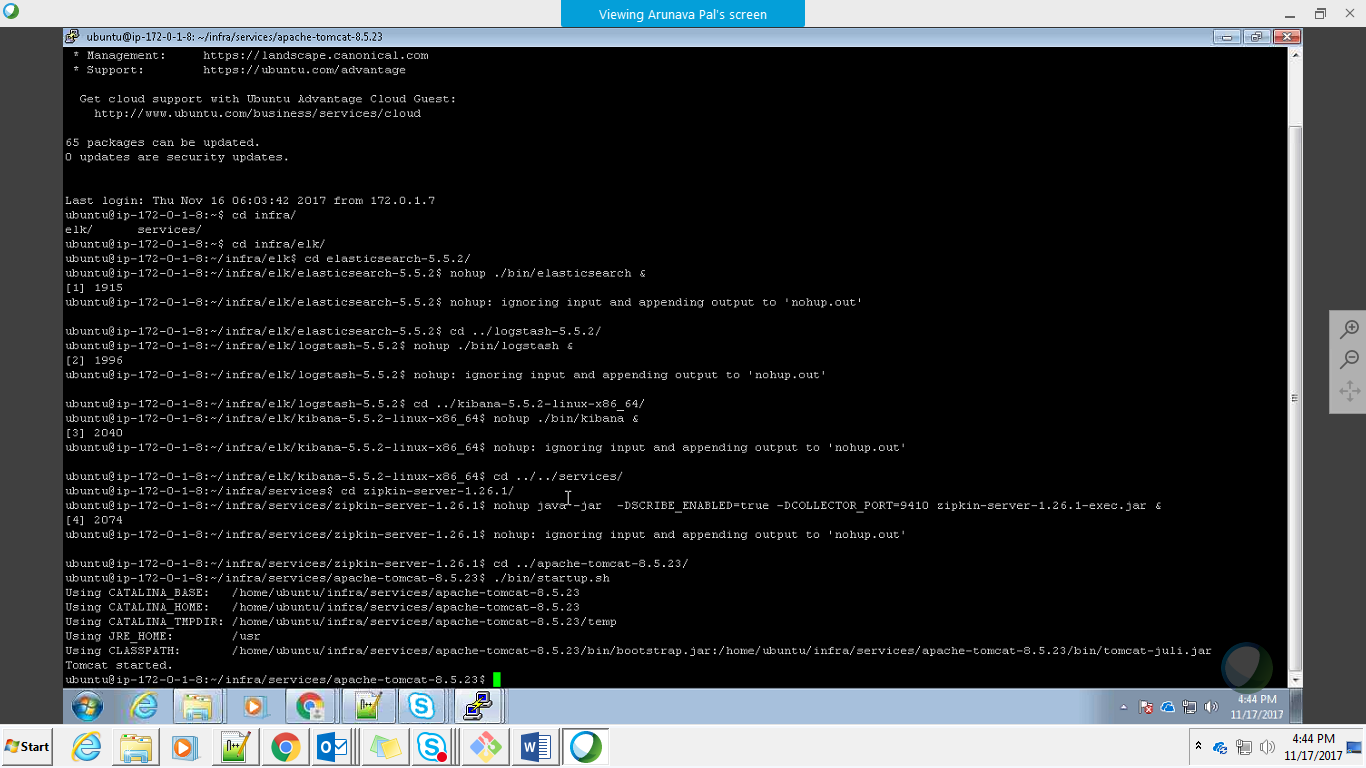 Viewing Arunava Pal's screen
ubuntu@ip-172-0-1-8: ~/infra/services/apache-tomcat-8.5.23
 * Management:     https://landscape.canonical.com
 * Support:        https://ubuntu.com/advantage
  Get cloud support with Ubuntu Advantage Cloud Guest:
    http://www.ubuntu.com/business/services/cloud
65 packages can be updated.
0 updates are security updates.
Last login: Thu Nov 16 06:03:42 2017 from 172.0.1.7
ubuntu@ip-172-0-1-8:~$ cd infra/
elk/      services/
ubuntu@ip-172-0-1-8:~$ cd infra/elk/
ubuntu@ip-172-0-1-8:~/infra/elk$ cd elasticsearch-5.5.2/
ubuntu@ip-172-0-1-8:~/infra/elk/elasticsearch-5.5.2$ nohup ./bin/elasticsearch &
[1] 1915
ubuntu@ip-172-0-1-8:~/infra/elk/elasticsearch-5.5.2$ nohup: ignoring input and appending output to 'nohup.out'
ubuntu@ip-172-0-1-8:~/infra/elk/elasticsearch-5.5.2$ cd ../logstash-5.5.2/
ubuntu@ip-172-0-1-8:~/infra/elk/logstash-5.5.2$ nohup ./bin/logstash &
[2] 1996
ubuntu@ip-172-0-1-8:~/infra/elk/logstash-5.5.2$ nohup: ignoring input and appending output to 'nohup.out'
ubuntu@ip-172-0-1-8:~/infra/elk/logstash-5.5.2$ cd ../kibana-5.5.2-linux-x86_64/
ubuntu@ip-172-0-1-8:~/infra/elk/kibana-5.5.2-linux-x86_64$ nohup ./bin/kibana &
[3] 2040
ubuntu@ip-172-0-1-8:~/infra/elk/kibana-5.5.2-linux-x86_64$ nohup: ignoring input and appending output to 'nohup.out'
ubuntu@ip-172-0-1-8:~/infra/elk/kibana-5.5.2-linux-x86_64$ cd ../../services/
ubuntu@ip-172-0-1-8:~/infra/services$ cd zipkin-server-1.26.1/
ubuntu@ip-172-0-1-8:~/infra/services/zipkin-server-1.26.1$ nohup java -jar  -DSCRIBE_ENABLED=true -DCOLLECTOR_PORT=9410 zipkin-server-1.26.1-exec.jar &
[4] 2074
ubuntu@ip-172-0-1-8:~/infra/services/zipkin-server-1.26.1$ nohup: ignoring input and appending output to 'nohup.out'
ubuntu@ip-172-0-1-8:~/infra/services/zipkin-server-1.26.1$ cd ../apache-tomcat-8.5.23/
ubuntu@ip-172-0-1-8:~/infra/services/apache-tomcat-8.5.23$ ./bin/startup.sh
Using CATALINA_BASE:   /home/ubuntu/infra/services/apache-tomcat-8.5.23
Using CATALINA_HOME:   /home/ubuntu/infra/services/apache-tomcat-8.5.23
Using CATALINA_TMPDIR: /home/ubuntu/infra/services/apache-tomcat-8.5.23/temp
Using JRE_HOME:        /usr
Using CLASSPATH:       /home/ubuntu/infra/services/apache-tomcat-8.5.23/bin/bootstrap.jar:/home/ubuntu/infra/services/apache-tomcat-8.5.23/bin/tomcat-juli.jar
Tomcat started.
ubuntu@ip-172-0-1-8:~/infra/services/apache-tomcat-8.5.23$
4:44 PM
11/17/2017
Start
4:44 PM
11/17/2017